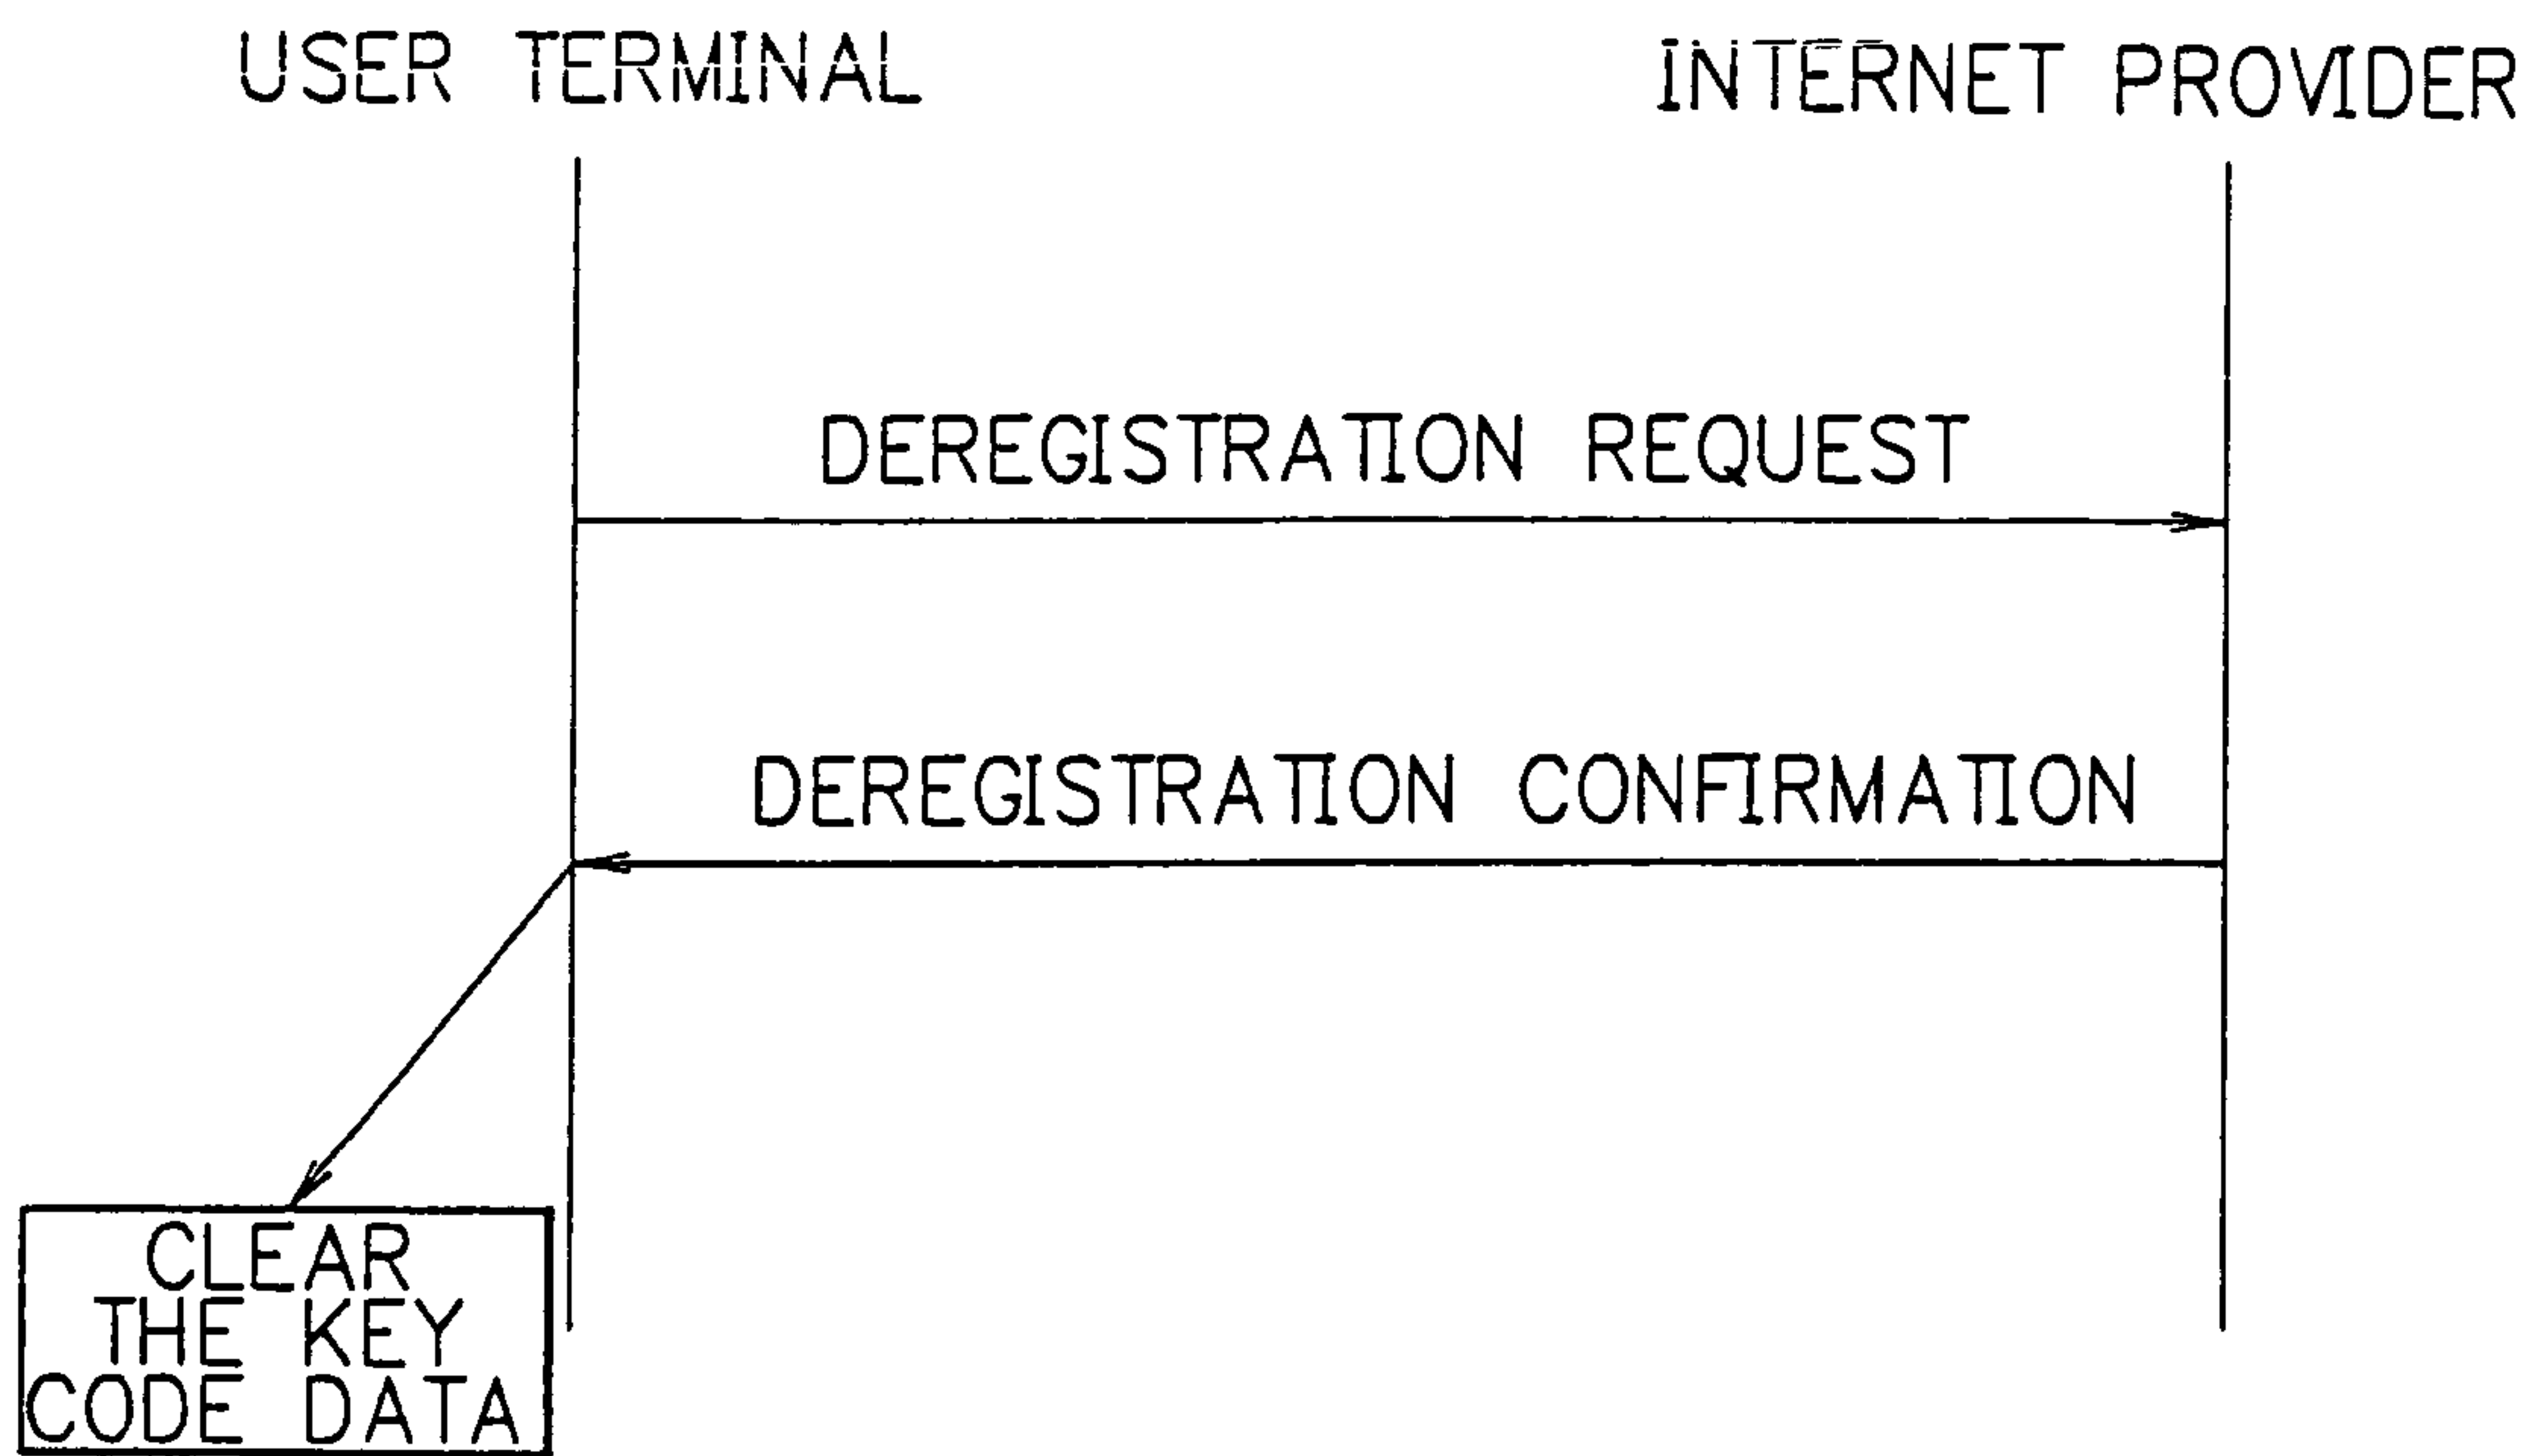 USER TERMINAL
INTERNET PROVIDER
DEREGISTRATION REQUEST
DEREGISTRATION CONFIRMATION
CLEAR
THE KEY
CODE DATA